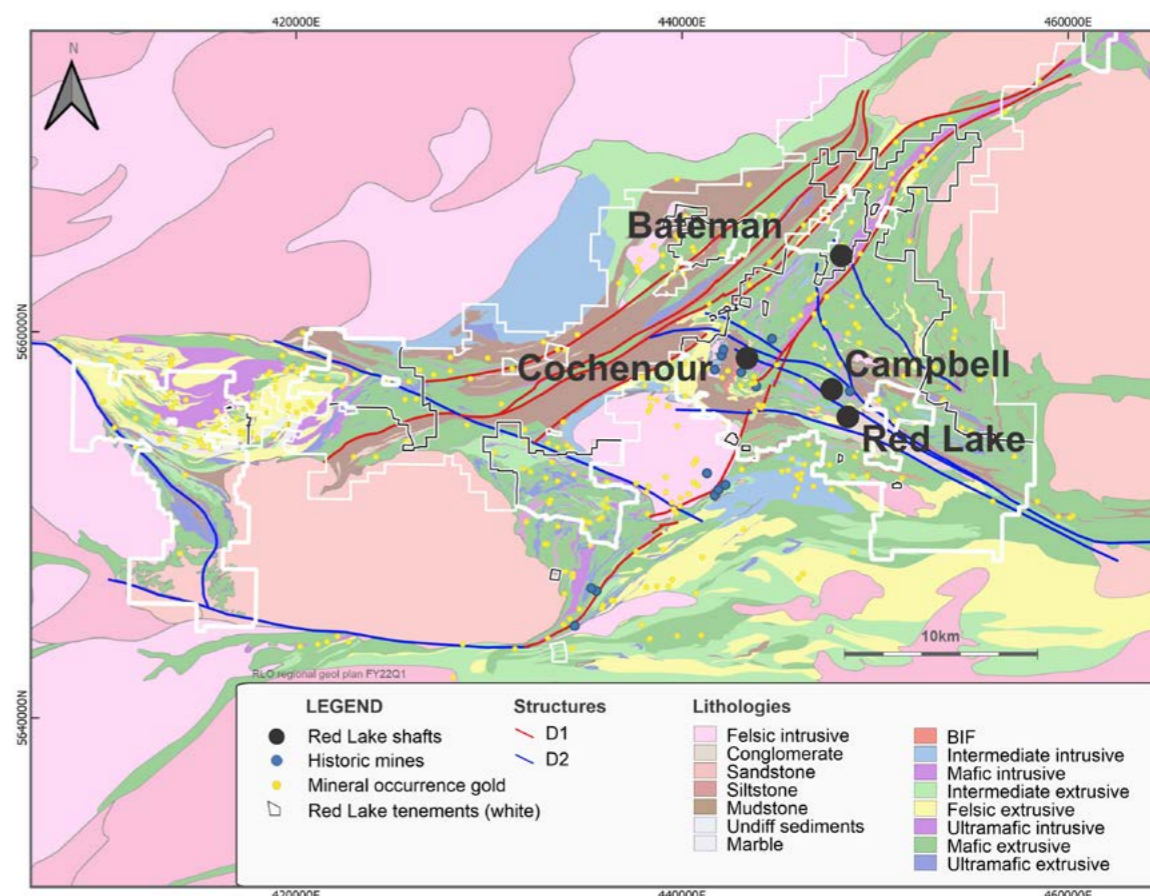 420000E
440000E
460000E
N
Bateman
5660000N
Cochenour
Campbell
Red Lake
10km
RLO regional geol plan FY22Q1
5640000N
LEGEND
Red Lake shafts
Historic mines
Mineral occurrence gold
Red Lake tenements (white)
Structures
D1
D2
Lithologies
Felsic intrusive
Conglomerate
Sandstone
Siltstone
Mudstone
Undiff sediments
Marble
BIF
Intermediate intrusive
Mafic intrusive
Intermediate extrusive
Felsic extrusive
Ultramafic intrusive
Mafic extrusive
Ultramafic extrusive
420000E
440000E
460000E